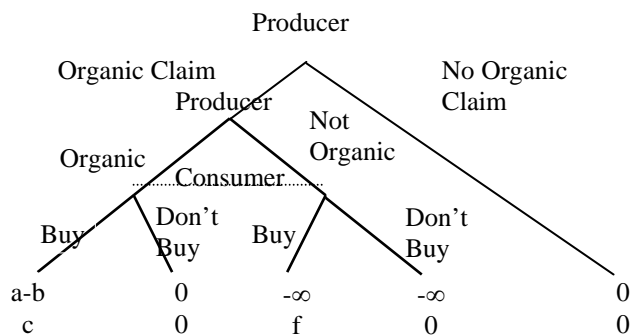 Producer
Organic Claim
No Organic
Claim
Producer
Not
Organic
Organic
Consumer
Buy
Don't
Buy
Buy
Don't
Buy
a-b 0 -∞ -∞ 0
c 0 f 0 0